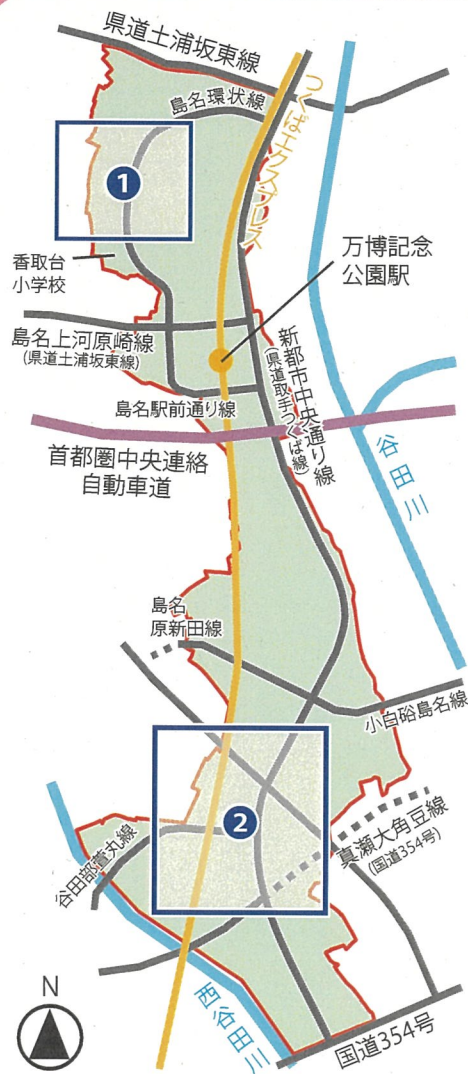 県道土浦坂東線
島名環状線
つくばエクスプレス
1
香取台
小学校
万博記念
公園駅
島名上河原崎線
(県道土浦坂東線)
新都市中央通り線
(県道取手つくば線)
島名駅前通り線
首都圏中央連絡
自動車道
谷田川
島名
原新田線
小白硲島名線
2
真瀬大角豆線
(国道354号)
谷田部萱丸線
西谷田川
国道354号
N